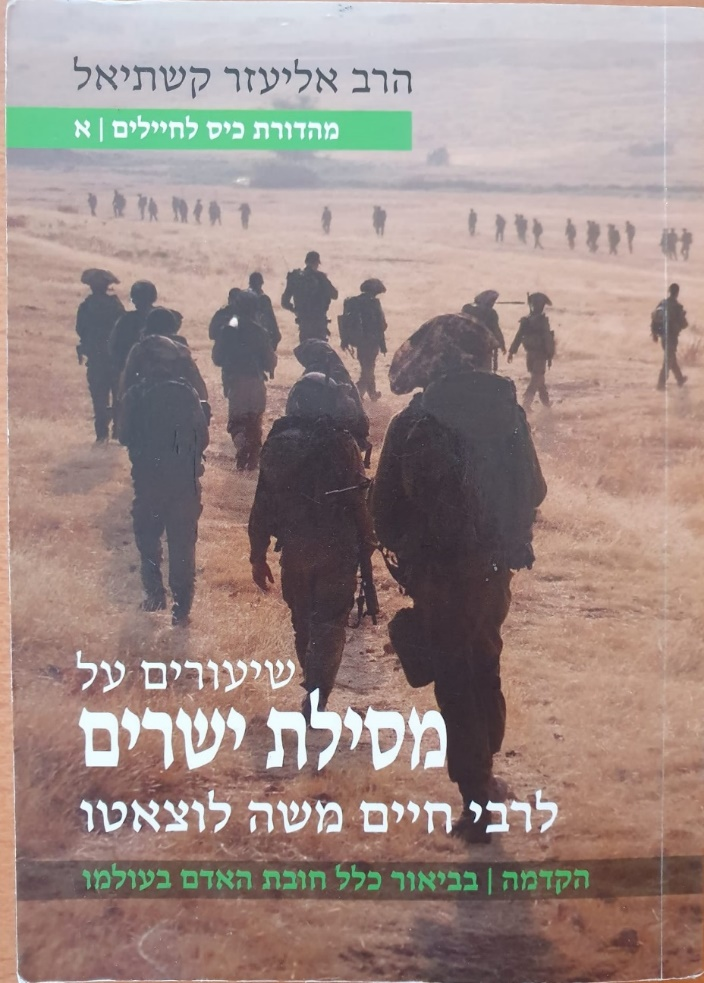 הרב אליעזר קשתיאל
מהדורת כיס לחיילים | א
שיעורים על
מסילת ישרים
לרבי חיים משה לוצאטו
הקדמה | בביאור כלל חובת האדם בעולמו